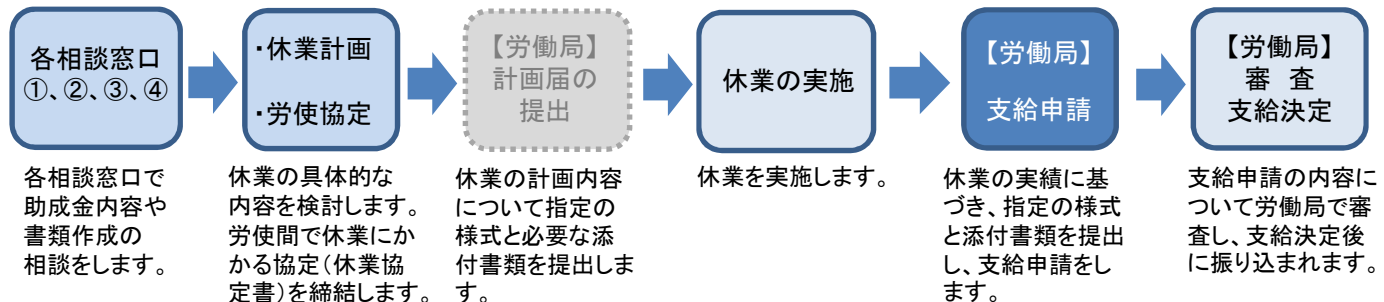 各相談窓口
①、②、③、④
・休業計画
・労使協定
【労働局】
計画届の
提出
休業の実施
【労働局】
支給申請
【労働局】
審　査
支給決定
各相談窓口で
助成金内容や
書類作成の
相談をします。
休業の具体的な
内容を検討します。
労使間で休業にか
かる協定（休業協
定書）を締結します。
休業の計画内容
について指定の
様式と必要な添
付書類を提出しま
す。
休業を実施します。
休業の実績に基
づき、指定の様式
と添付書類を提出
し、支給申請をし
ます。
支給申請の内容に
ついて労働局で審
査し、支給決定後
に振り込まれます。